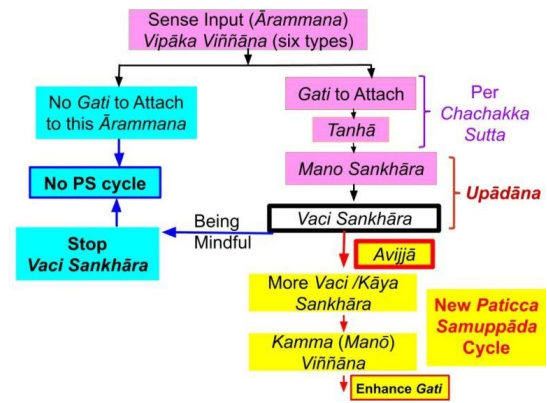 Sense Input (Ārammana)
Vipāka Viññāna (six types)
No Gati to Attach
to this Ārammana
Gati to Attach
Per
Chachakka
Sutta
Tanhā
No PS cycle
Mano Sankhāra
Upādāna
Vaci Sankhāra
Being
Mindful
Stop
Vaci Sankhāra
Avijjā
More Vaci /Kāya
Sankhāra
New Paticca
Samuppāda
Cycle
Kamma (Manō)
Viññāna
Enhance Gati